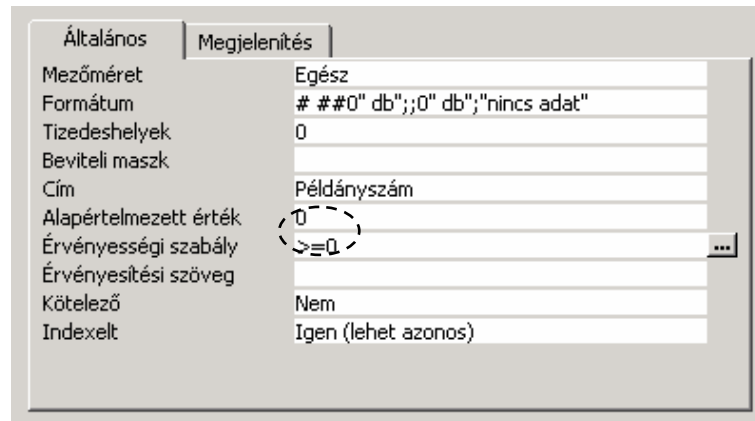 Általános Megjelenítés
Mezőméret Egész
Formátum # ##0" db";;0" db";"nincs adat"
Tizedeshelyek 0
Beviteli maszk
Cím Példányszám
Alapértelmezett érték 0
Érvényességi szabály >=0 ...
Érvényesítési szöveg
Kötelező Nem
Indexelt Igen (lehet azonos)